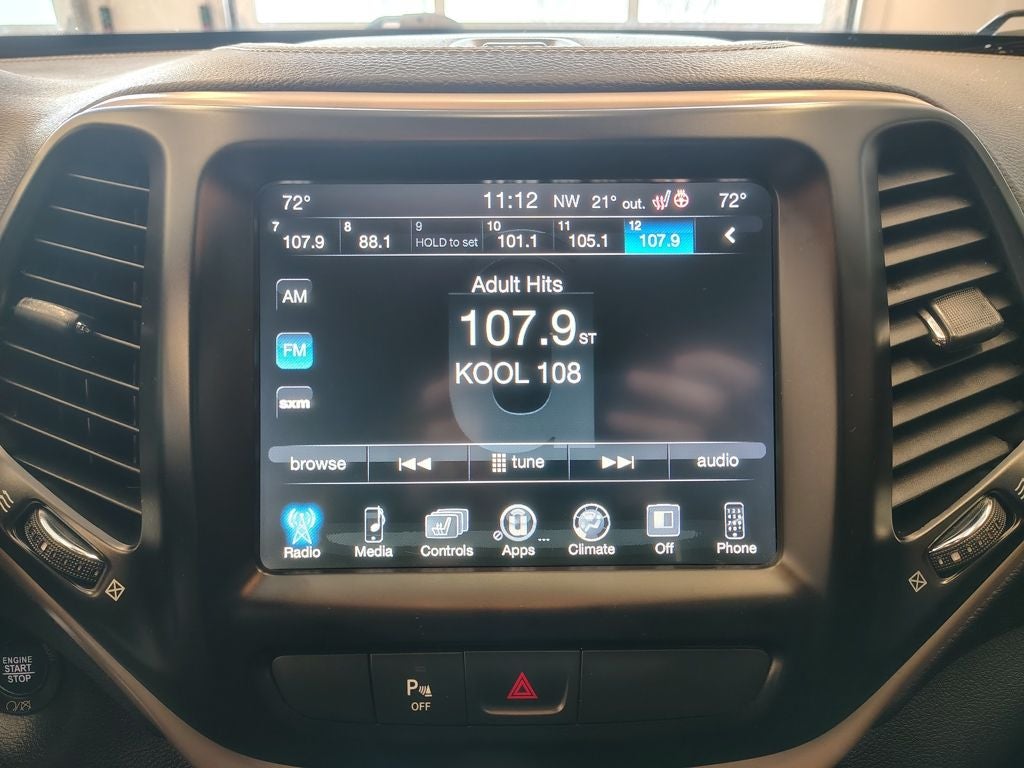 72° 11:12 NW 21° out. 72°
7 107.9 8 88.1 9 HOLD to set 10 101.1 11 105.1 12 107.9
AM
Adult Hits
107.9 ST
FM
KOOL 108
sxm
browse tune audio
Radio Media Controls Apps ... Climate Off Phone
ENGINE
START
STOP
P
OFF